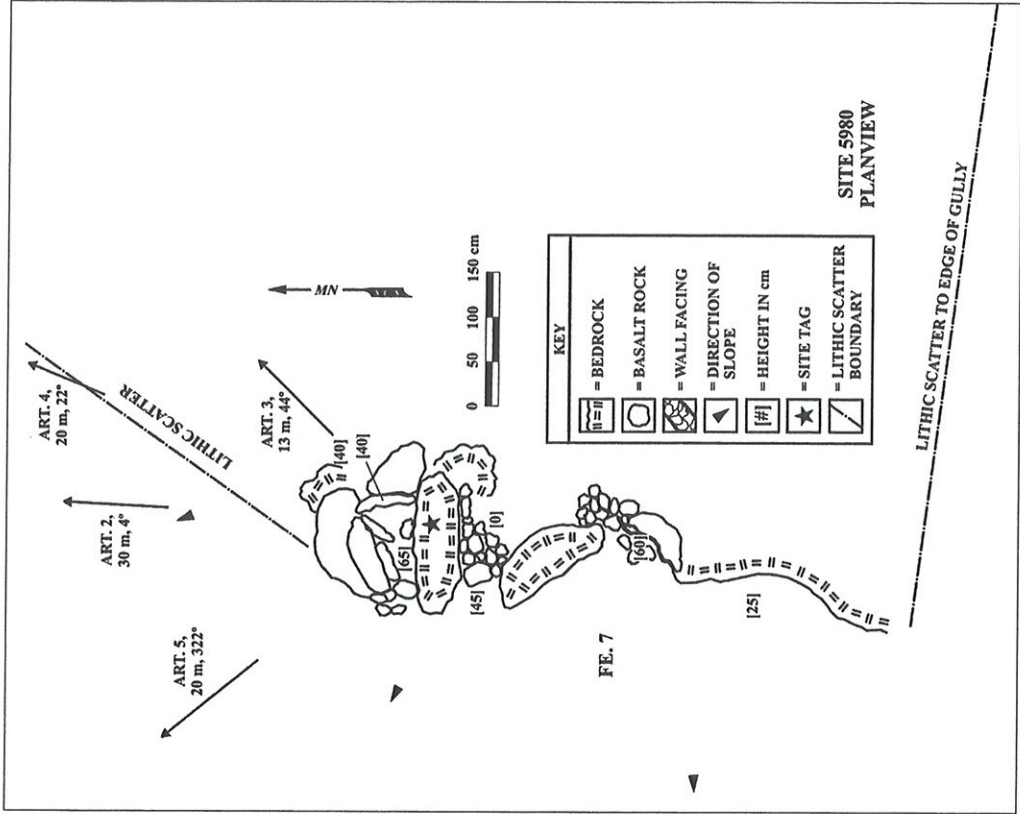 ART. 4,
20 m, 22°
ART. 2,
30 m, 4°
ART. 5,
20 m, 322°
LITHIC SCATTER
ART. 3,
13 m, 44°
[40]
[40]
[65]
[45]
[0]
[60]
[25]
FE. 7
MN
0 50 100 150 cm
KEY
= BEDROCK
= BASALT ROCK
= WALL FACING
= DIRECTION OF
SLOPE
[#] = HEIGHT IN cm
= SITE TAG
= LITHIC SCATTER
BOUNDARY
SITE 5980
PLANVIEW
LITHIC SCATTER TO EDGE OF GULLY